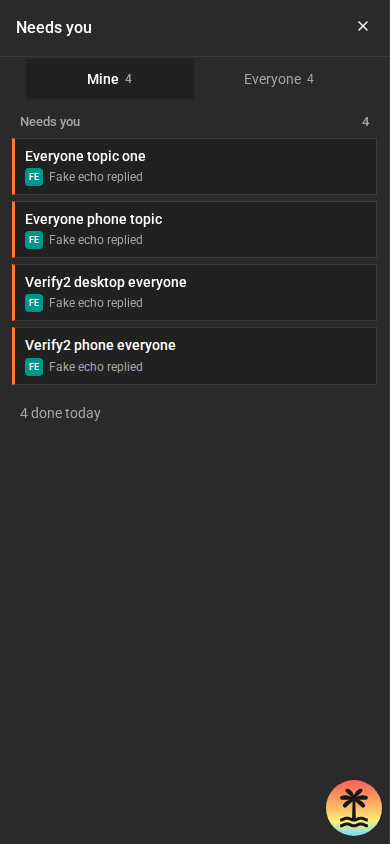 Needs you
Mine 4
Everyone 4
Needs you 4
Everyone topic one
FE Fake echo replied
Everyone phone topic
FE Fake echo replied
Verify2 desktop everyone
FE Fake echo replied
Verify2 phone everyone
FE Fake echo replied
4 done today